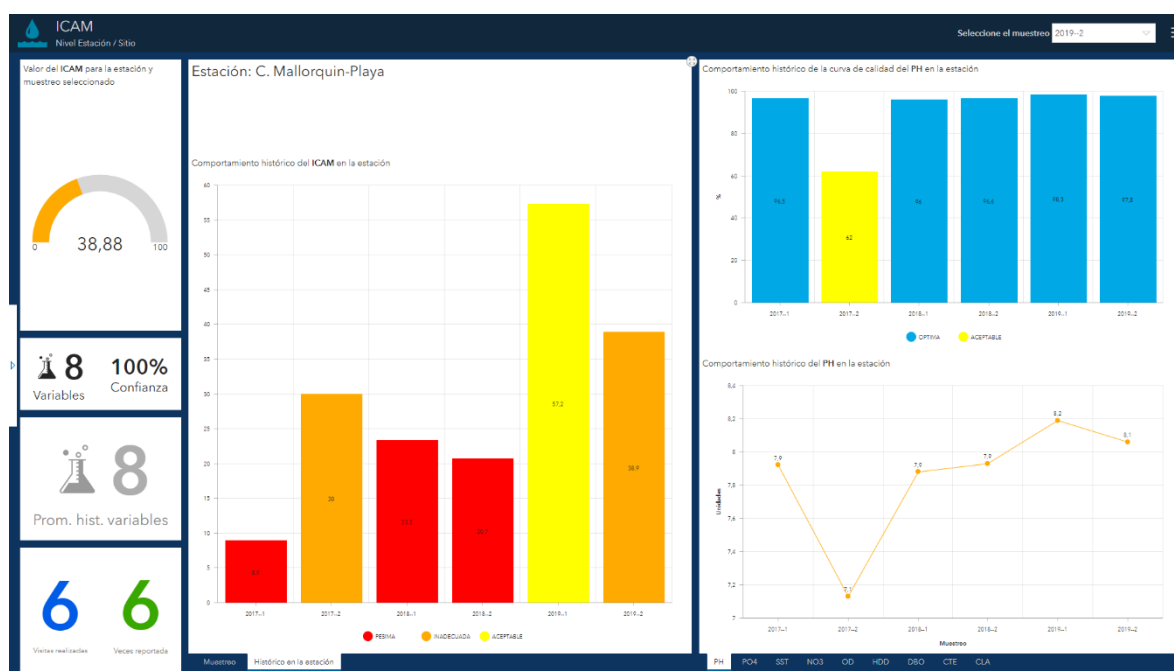 ICAM
Nivel Estación / Sitio
Seleccione el muestreo 2019--2
Valor del ICAM para la estación y
muestreo seleccionado
38,88
0
100
8
Variables
100%
Confianza
8
Prom. hist. variables
6
Visitas realizadas
6
Veces reportada
Estación: C. Mallorquin-Playa
Comportamiento histórico del ICAM en la estación
60
55
50
45
40
35
30
25
20
15
10
5
0
30
57,2
38,9
2017--1
2017--2
2018--1
2018--2
2019--1
2019--2
PESIMA
INADECUADA
ACEPTABLE
Muestreo
Histórico en la estación
Comportamiento histórico de la curva de calidad del PH en la estación
100
80
60
40
20
0
%
96,5
62
96
98,3
97,8
2017--1
2017--2
2018--1
2018--2
2019--1
2019--2
OPTIMA
ACEPTABLE
Comportamiento histórico del PH en la estación
8,4
8,2
8
7,8
7,6
7,4
7,2
7
Unidades
7,9
7,1
7,9
7,9
8,2
8,1
2017--1
2017--2
2018--1
2018--2
2019--1
2019--2
Muestreo
PH
PO4
SST
NO3
OD
HDD
DBO
CTE
CLA